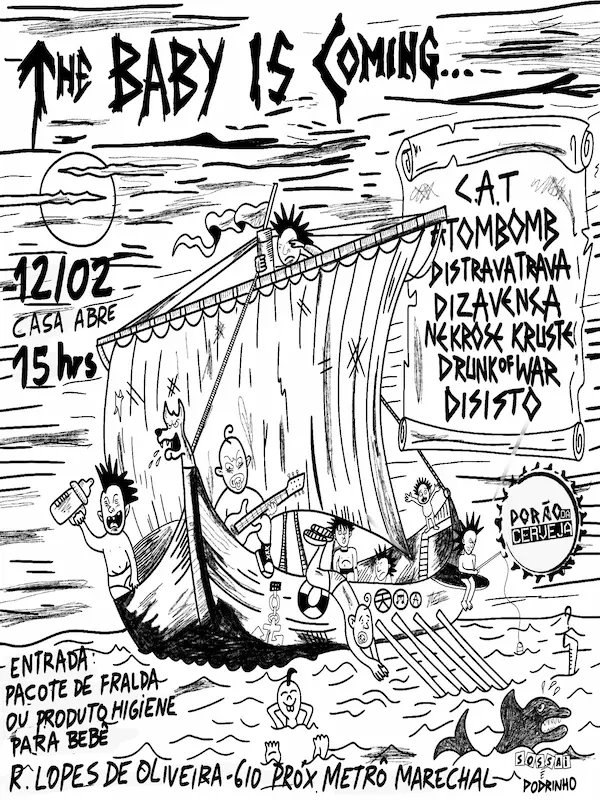 THE BABY IS COMING...
C.A.T
ATOMBOMB
DISTRAVATRAVA
DIZAVENSA
NEKROSE KRUSTE
DRUNK OF WAR
DISISTO
12/02
CASA ABRE
15 hrs
PORÃO DA
CERVEJA
ENTRADA:
PACOTE DE FRALDA
OU PRODUTO HIGIENE
PARA BEBÊ
R. LOPES DE OLIVEIRA-610 PRÓX METRÔ MARECHAL
SOSSAI
E
PODRINHO